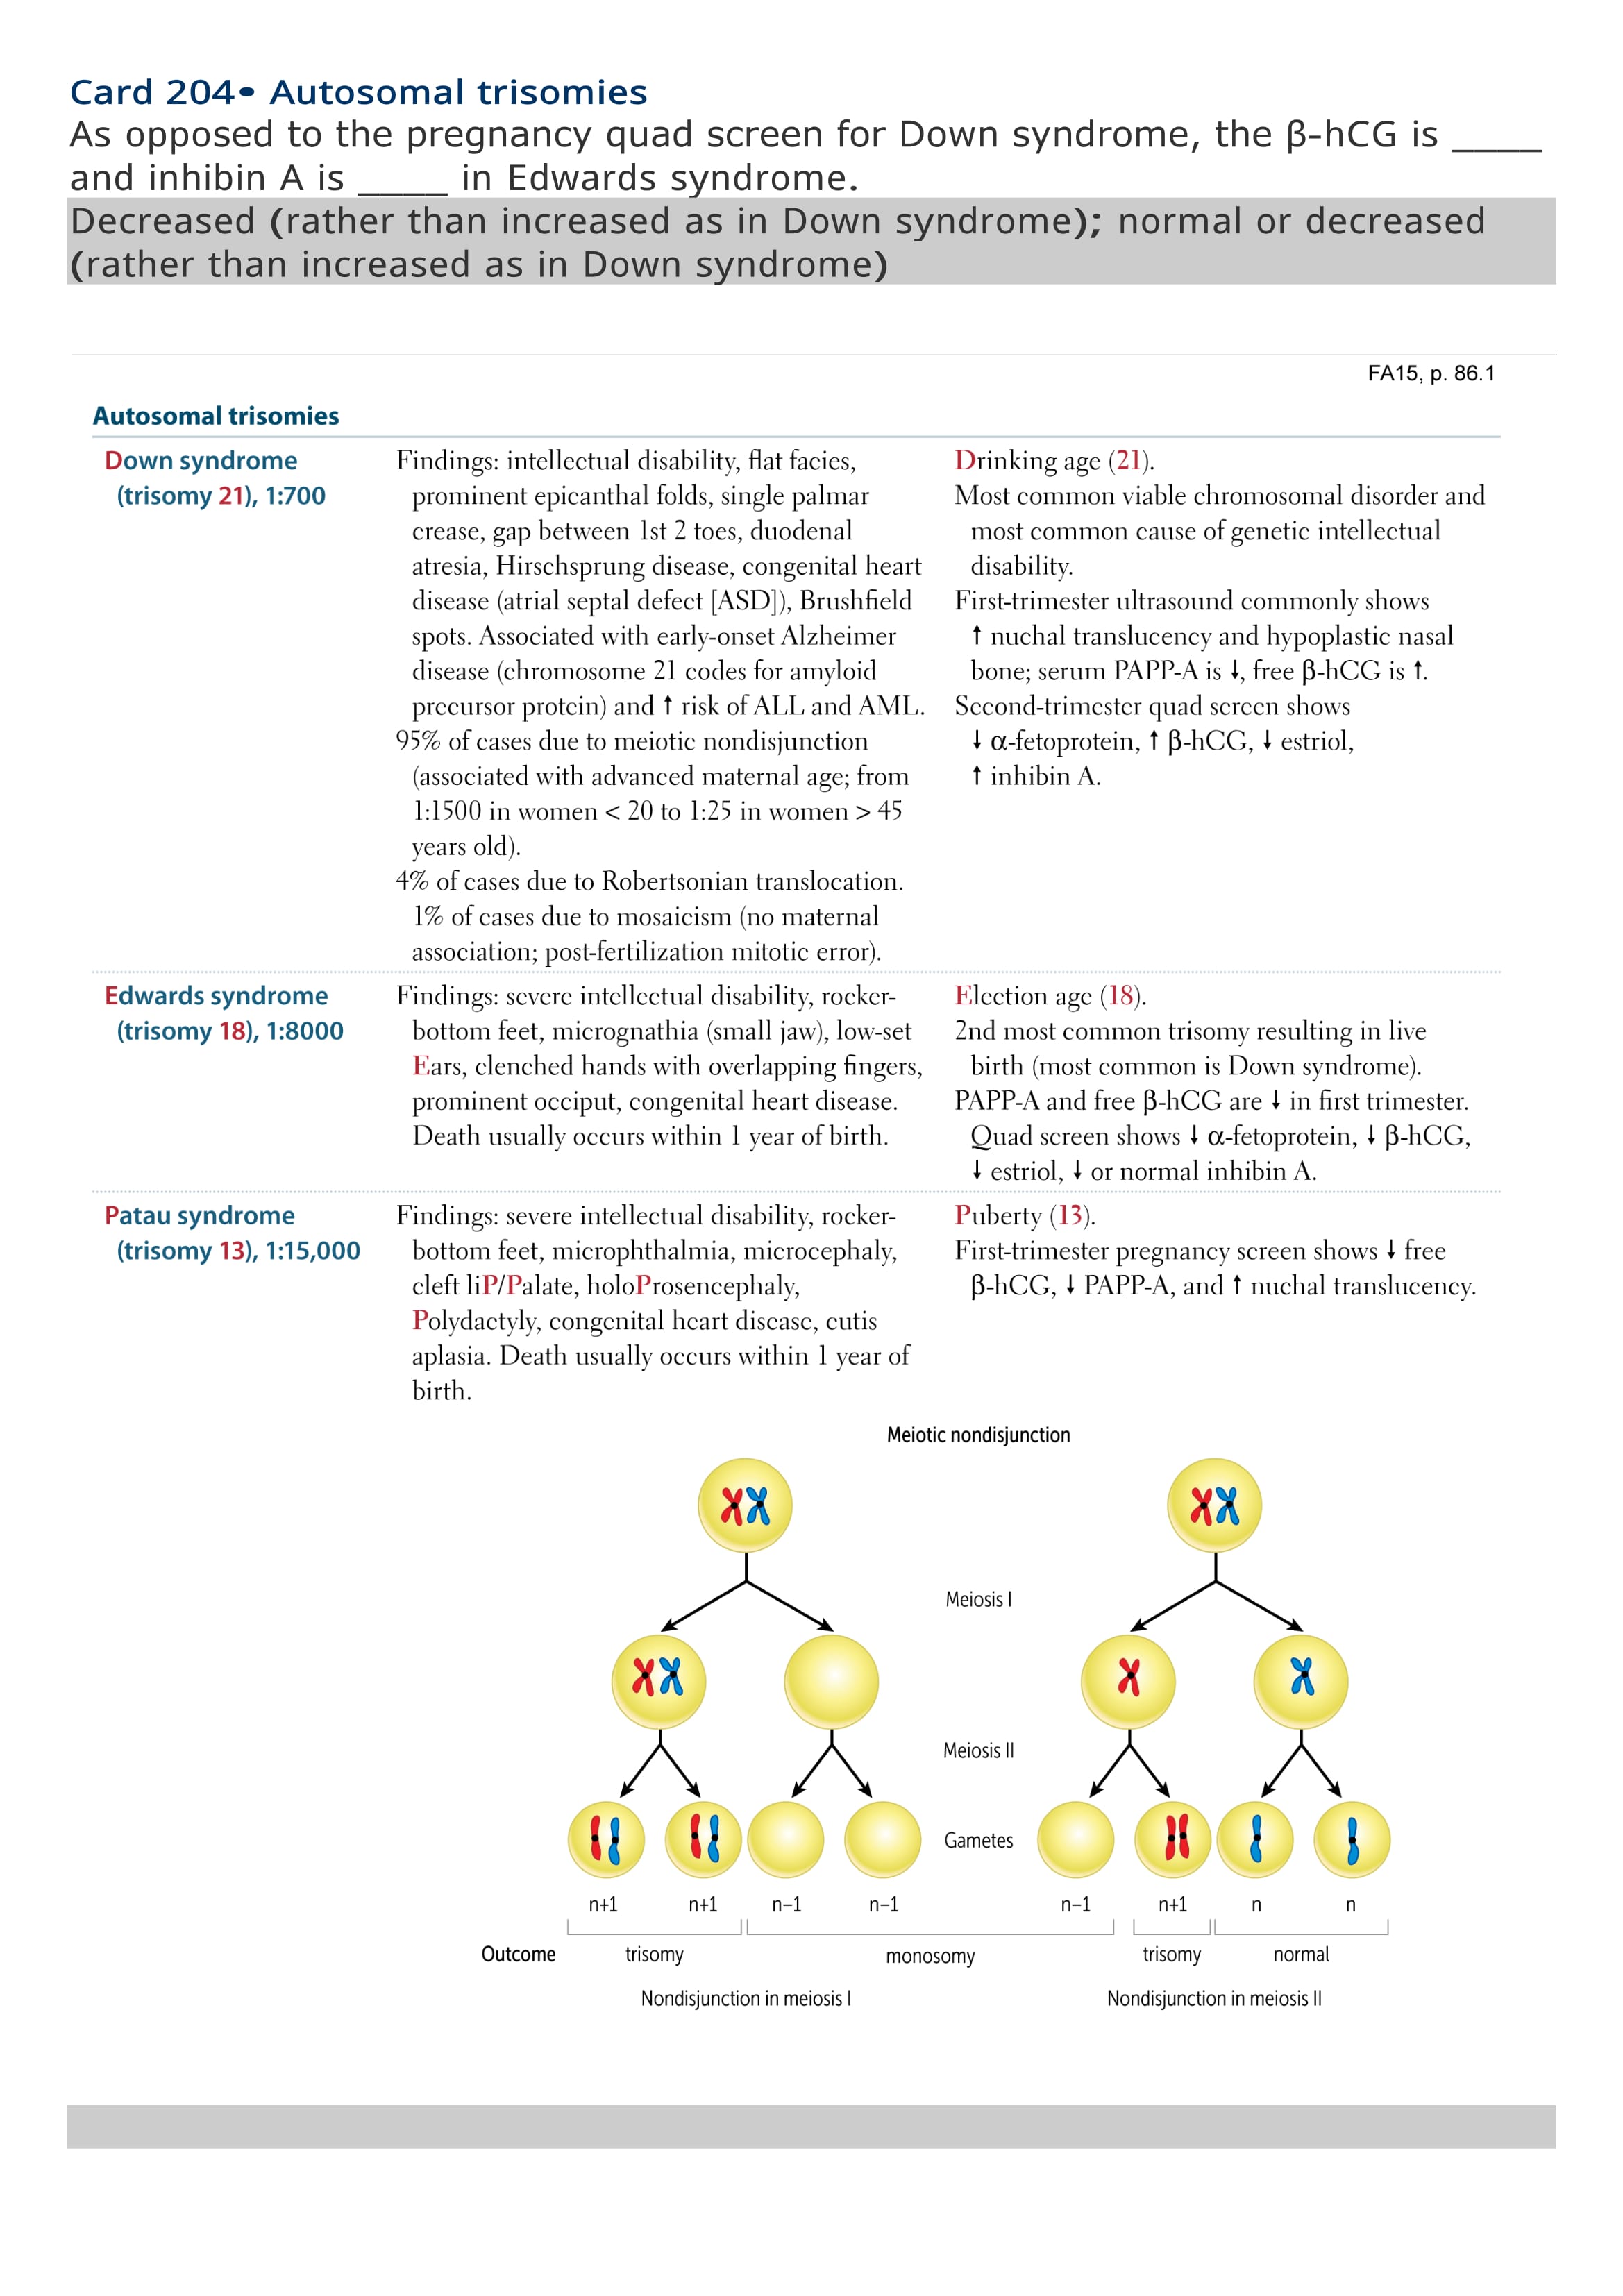 Card 204• Autosomal trisomies
As opposed to the pregnancy quad screen for Down syndrome, the β-hCG is ____
and inhibin A is ____ in Edwards syndrome.
Decreased (rather than increased as in Down syndrome); normal or decreased
(rather than increased as in Down syndrome)
FA15, p. 86.1
Autosomal trisomies
Down syndrome
(trisomy 21), 1:700
Findings: intellectual disability, flat facies,
prominent epicanthal folds, single palmar
crease, gap between 1st 2 toes, duodenal
atresia, Hirschsprung disease, congenital heart
disease (atrial septal defect [ASD]), Brushfield
spots. Associated with early-onset Alzheimer
disease (chromosome 21 codes for amyloid
precursor protein) and ↑ risk of ALL and AML.
95% of cases due to meiotic nondisjunction
(associated with advanced maternal age; from
1:1500 in women < 20 to 1:25 in women > 45
years old).
4% of cases due to Robertsonian translocation.
1% of cases due to mosaicism (no maternal
association; post-fertilization mitotic error).
Drinking age (21).
Most common viable chromosomal disorder and
most common cause of genetic intellectual
disability.
First-trimester ultrasound commonly shows
↑ nuchal translucency and hypoplastic nasal
bone; serum PAPP-A is ↓, free β-hCG is ↑.
Second-trimester quad screen shows
↓ α-fetoprotein, ↑ β-hCG, ↓ estriol,
↑ inhibin A.
Edwards syndrome
(trisomy 18), 1:8000
Findings: severe intellectual disability, rocker-
bottom feet, micrognathia (small jaw), low-set
Ears, clenched hands with overlapping fingers,
prominent occiput, congenital heart disease.
Death usually occurs within 1 year of birth.
Election age (18).
2nd most common trisomy resulting in live
birth (most common is Down syndrome).
PAPP-A and free β-hCG are ↓ in first trimester.
Quad screen shows ↓ α-fetoprotein, ↓ β-hCG,
↓ estriol, ↓ or normal inhibin A.
Patau syndrome
(trisomy 13), 1:15,000
Findings: severe intellectual disability, rocker-
bottom feet, microphthalmia, microcephaly,
cleft liP/Palate, holoProsencephaly,
Polydactyly, congenital heart disease, cutis
aplasia. Death usually occurs within 1 year of
birth.
Puberty (13).
First-trimester pregnancy screen shows ↓ free
β-hCG, ↓ PAPP-A, and ↑ nuchal translucency.
Meiotic nondisjunction
Meiosis I
Meiosis II
Gametes
n+1 n+1 n–1 n–1 n–1 n+1 n n
Outcome trisomy monosomy trisomy normal
Nondisjunction in meiosis I Nondisjunction in meiosis II